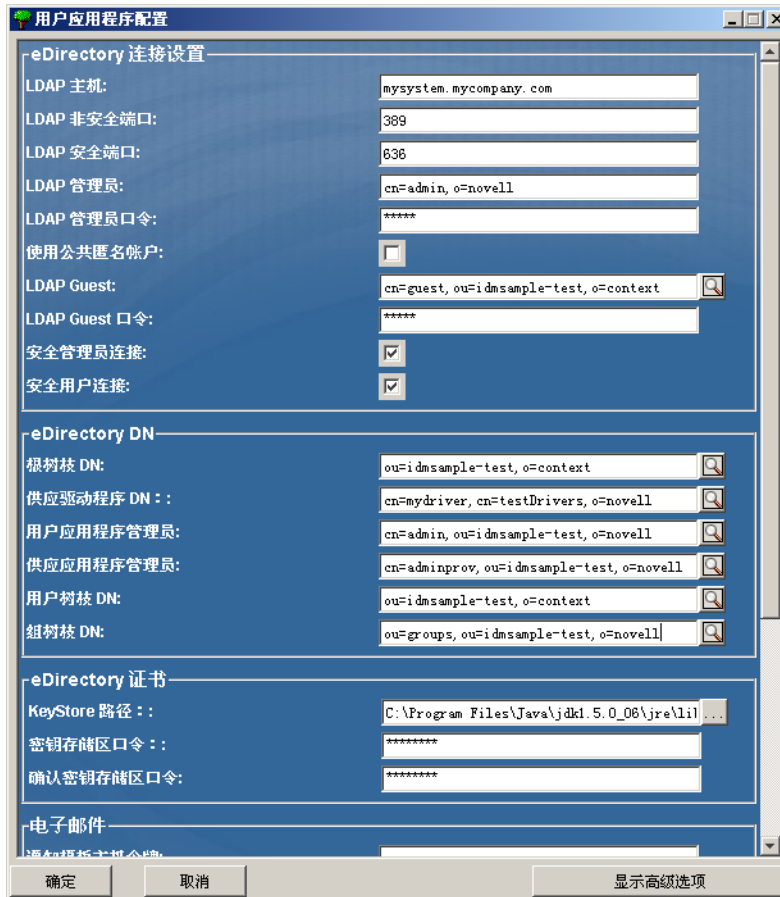 用户应用程序配置
eDirectory 连接设置
LDAP 主机: mysystem.mycompany.com
LDAP 非安全端口: 389
LDAP 安全端口: 636
LDAP 管理员: cn=admin, o=novell
LDAP 管理员口令: *****
使用公共匿名帐户:
LDAP Guest: cn=guest, ou=idmsample-test, o=context
LDAP Guest 口令: *****
安全管理员连接:
安全用户连接:
eDirectory DN
根树枝 DN: ou=idmsample-test, o=context
供应驱动程序 DN：: cn=mydriver, cn=testDrivers, o=novell
用户应用程序管理员: cn=admin, ou=idmsample-test, o=novell
供应应用程序管理员: cn=adminprov, ou=idmsample-test, o=novell
用户树枝 DN: ou=idmsample-test, o=context
组树枝 DN: ou=groups, ou=idmsample-test, o=novell
eDirectory 证书
KeyStore 路径：: C:\Program Files\Java\jdk1.5.0_06\jre\lil ...
密钥存储区口令：: ********
确认密钥存储区口令: ********
电子邮件
确定 取消 显示高级选项